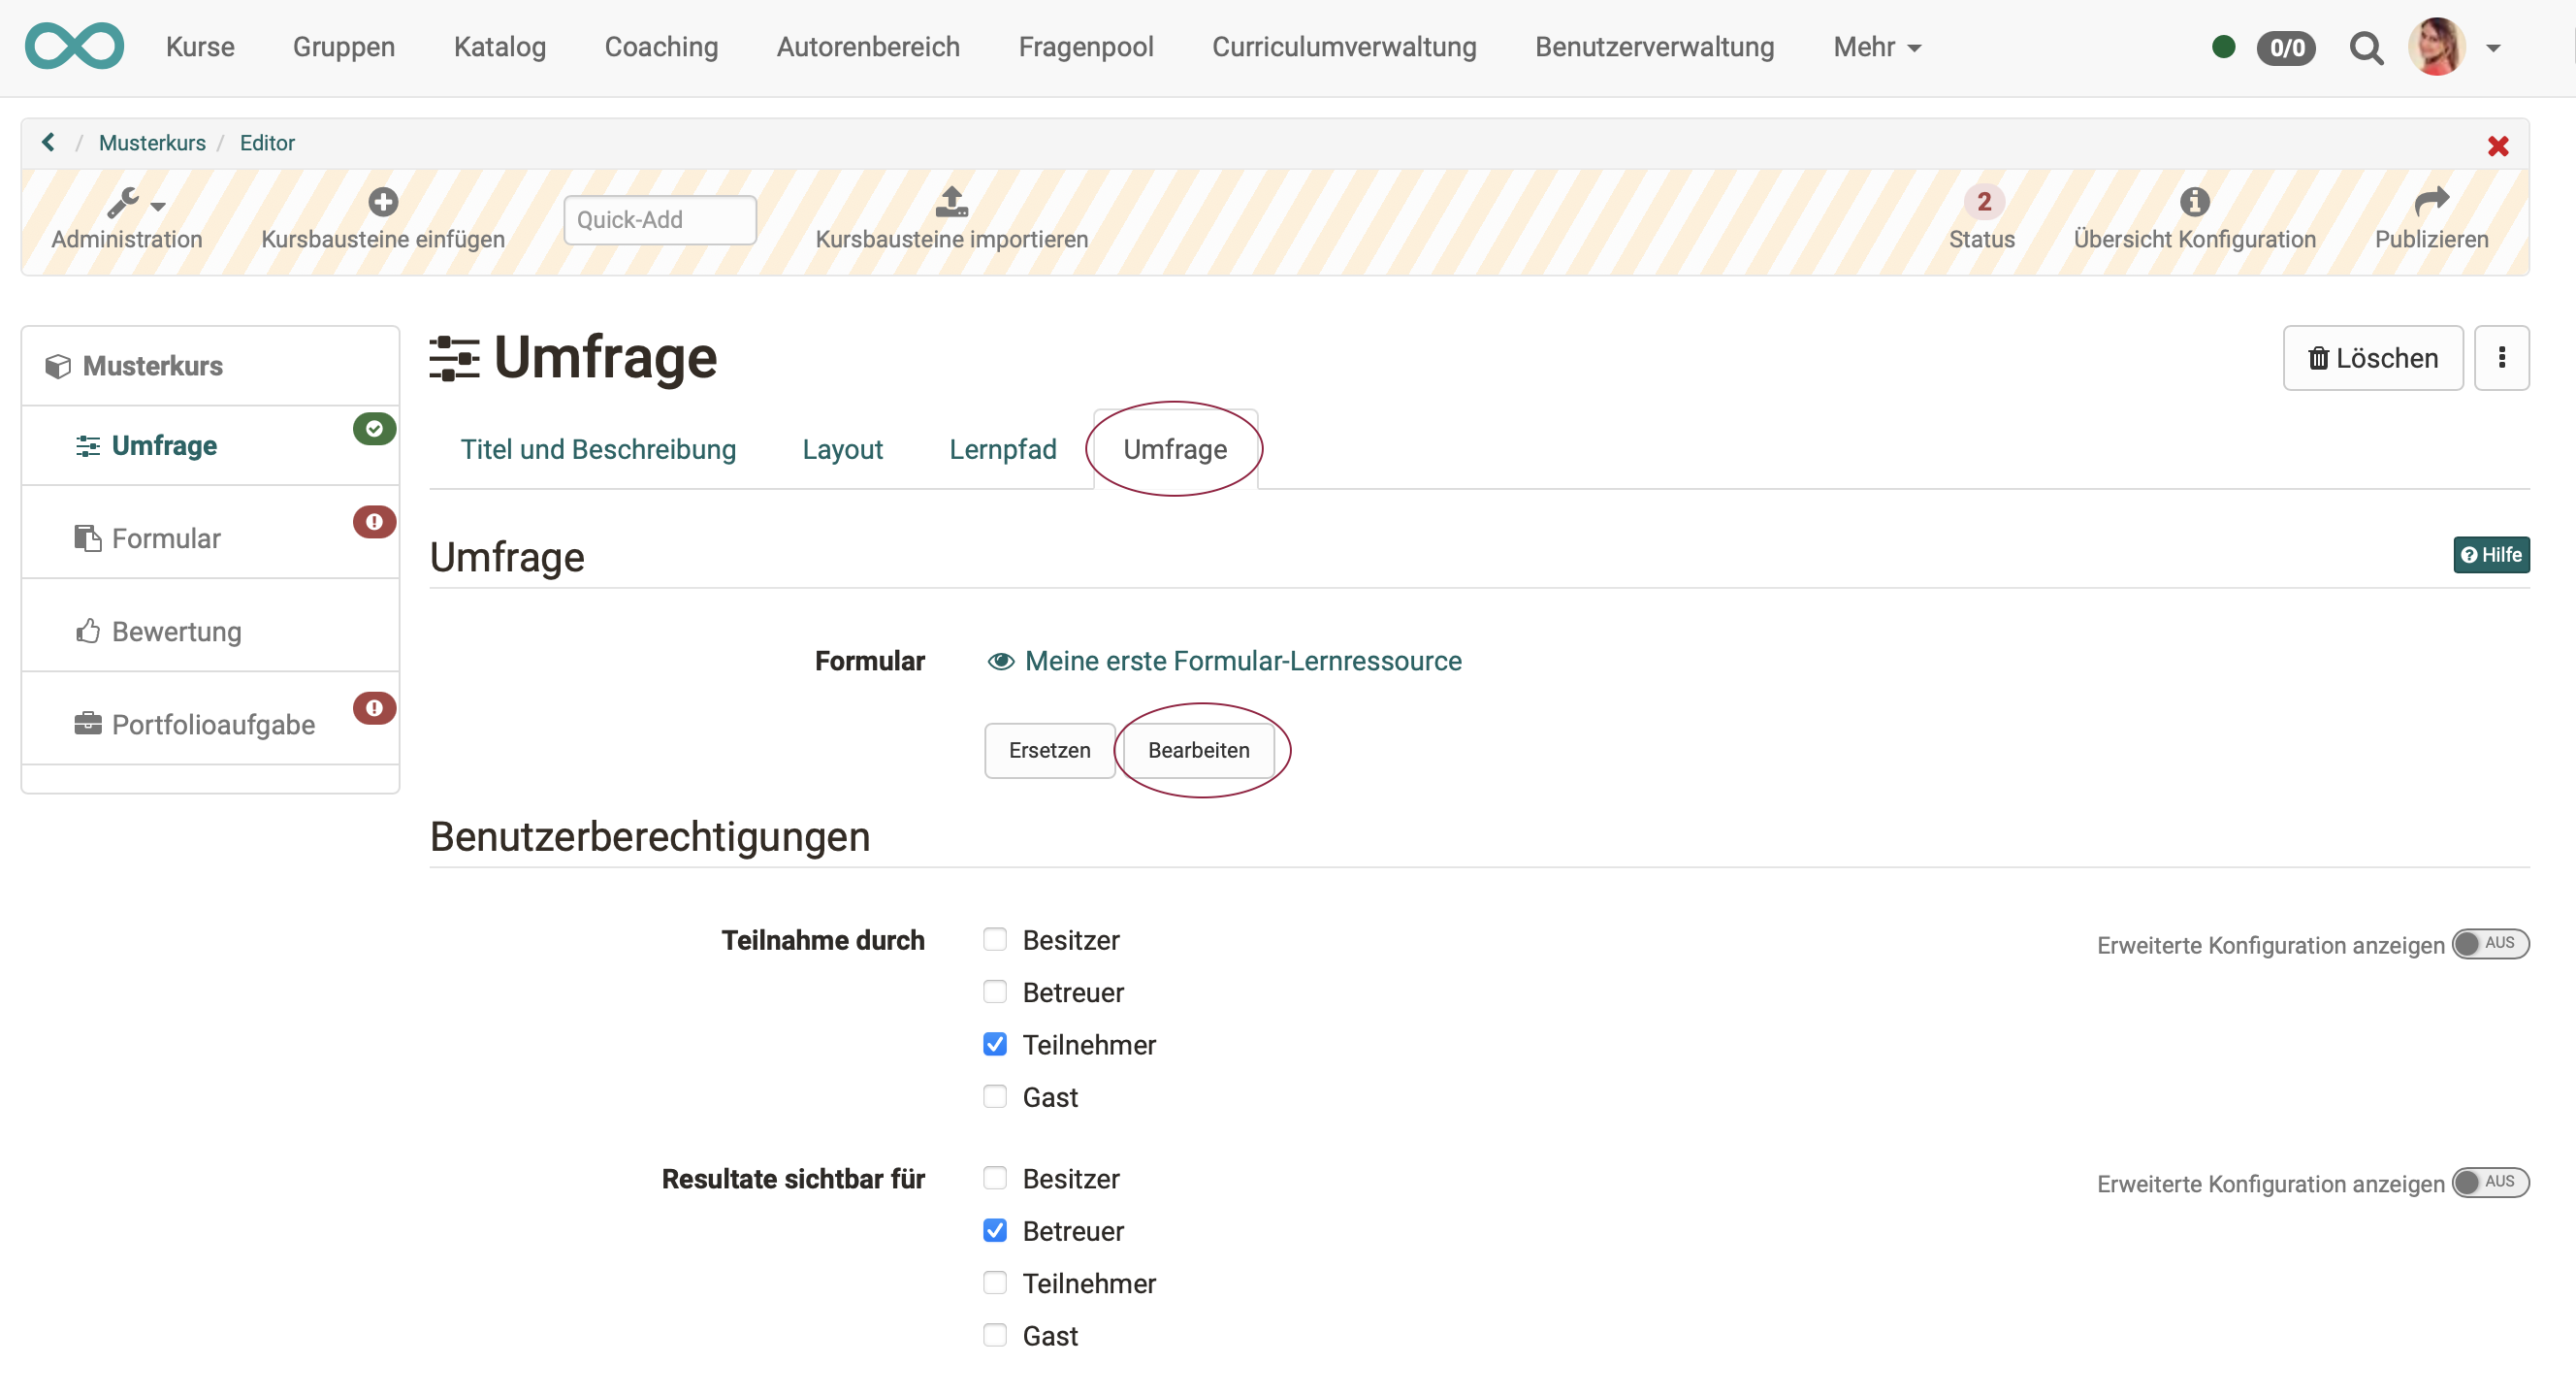 Kurse Gruppen Katalog Coaching Autorenbereich Fragenpool Curriculumverwaltung Benutzerverwaltung Mehr 0/0
/ Musterkurs / Editor
Administration Kursbausteine einfügen Quick-Add Kursbausteine importieren 2 Status Übersicht Konfiguration Publizieren
Musterkurs
Umfrage
Formular
Bewertung
Portfolioaufgabe
Umfrage
Löschen
Titel und Beschreibung Layout Lernpfad Umfrage
Umfrage
Hilfe
Formular Meine erste Formular-Lernressource
Ersetzen Bearbeiten
Benutzerberechtigungen
Teilnahme durch Besitzer Erweiterte Konfiguration anzeigen AUS
Betreuer
Teilnehmer
Gast
Resultate sichtbar für Besitzer Erweiterte Konfiguration anzeigen AUS
Betreuer
Teilnehmer
Gast